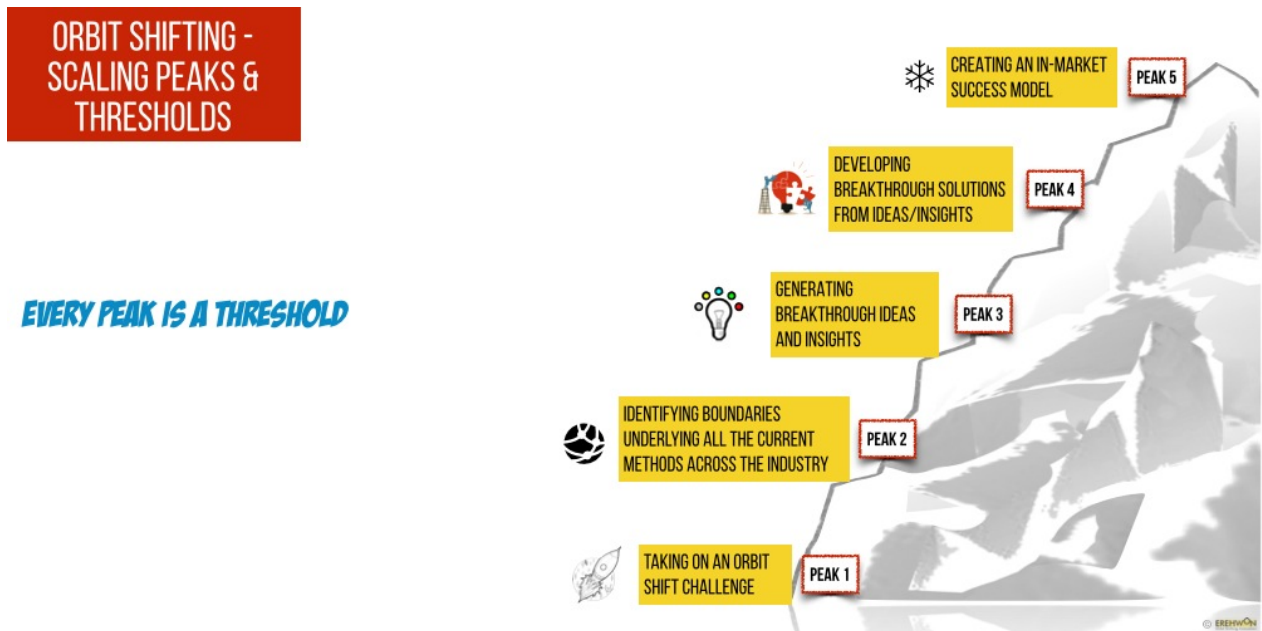 ORBIT SHIFTING -
SCALING PEAKS &
THRESHOLDS
CREATING AN IN-MARKET
SUCCESS MODEL
PEAK 5
DEVELOPING
BREAKTHROUGH SOLUTIONS
FROM IDEAS/INSIGHTS
PEAK 4
EVERY PEAK IS A THRESHOLD
GENERATING
BREAKTHROUGH IDEAS
AND INSIGHTS
PEAK 3
IDENTIFYING BOUNDARIES
UNDERLYING ALL THE CURRENT
METHODS ACROSS THE INDUSTRY
PEAK 2
TAKING ON AN ORBIT
SHIFT CHALLENGE
PEAK 1
© EREHWON